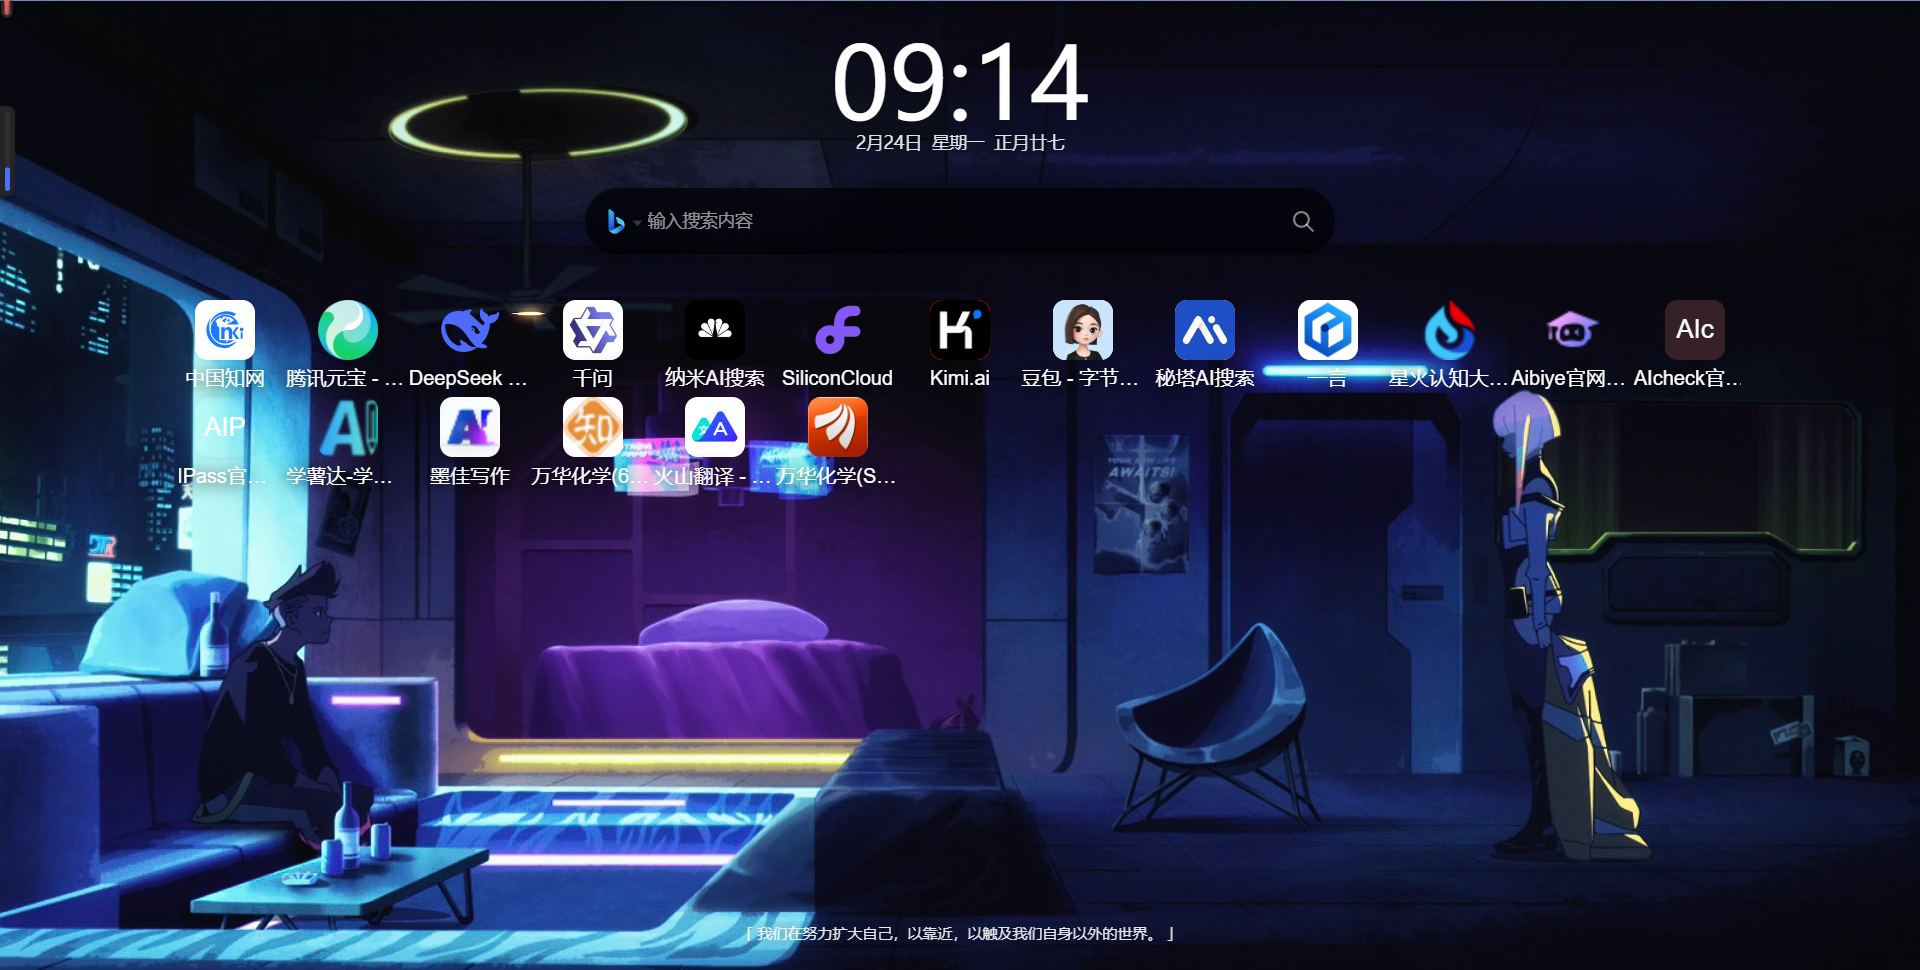 09:14
2月24日 星期一 正月廿七
输入搜索内容
cnki
AIc
中国知网 腾讯元宝 - ... DeepSeek ... 千问 纳米AI搜索 SiliconCloud Kimi.ai 豆包 - 字节... 秘塔AI搜索 一言 星火认知大... Aibiye官网... AIcheck官...
AIP
知
IPass官... 学薯达-学... 墨佳写作 万华化学(6... 火山翻译 - ... 万华化学(S...
AWAITS!
「 我们在努力扩大自己，以靠近，以触及我们自身以外的世界。 」